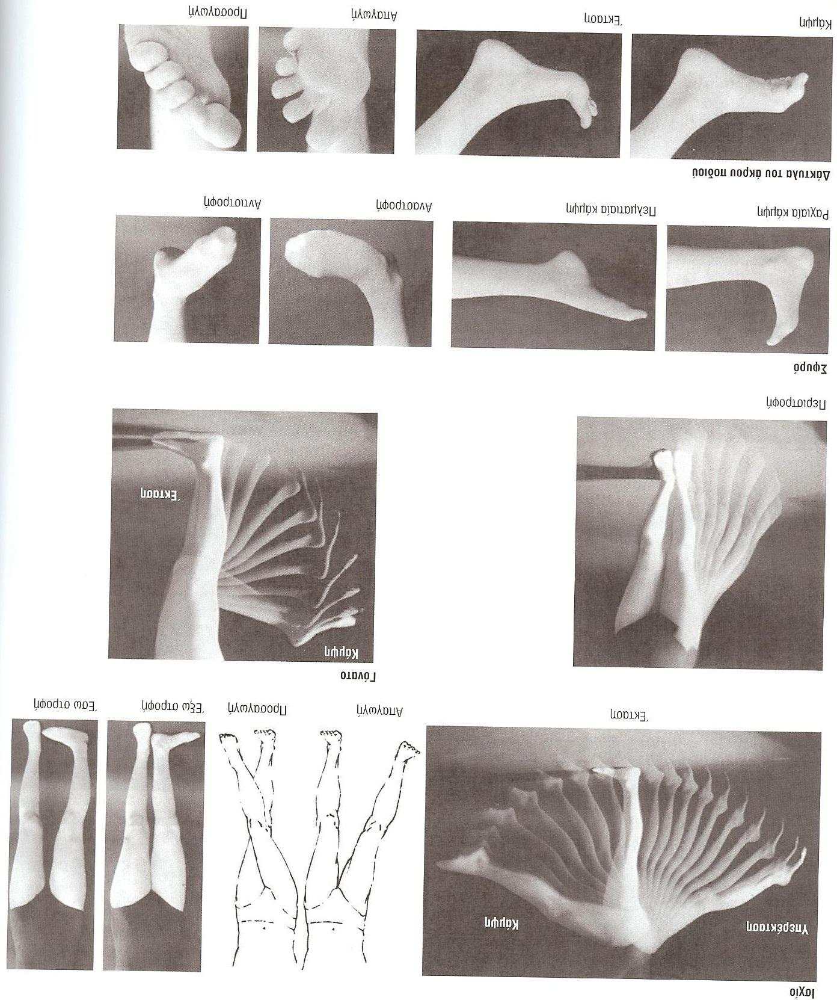 Ισχίο
Υπερέκταση
Κάμψη
Έκταση
Απαγωγή
Προσαγωγή
Έξω στροφή
Έσω στροφή
Περιστροφή
Γόνατο
Κάμψη
Έκταση
Σφυρό
Ραχιαία κάμψη
Πελματιαία κάμψη
Αναστροφή
Αντιστροφή
Δάκτυλα του άκρου ποδιού
Κάμψη
Έκταση
Απαγωγή
Προσαγωγή